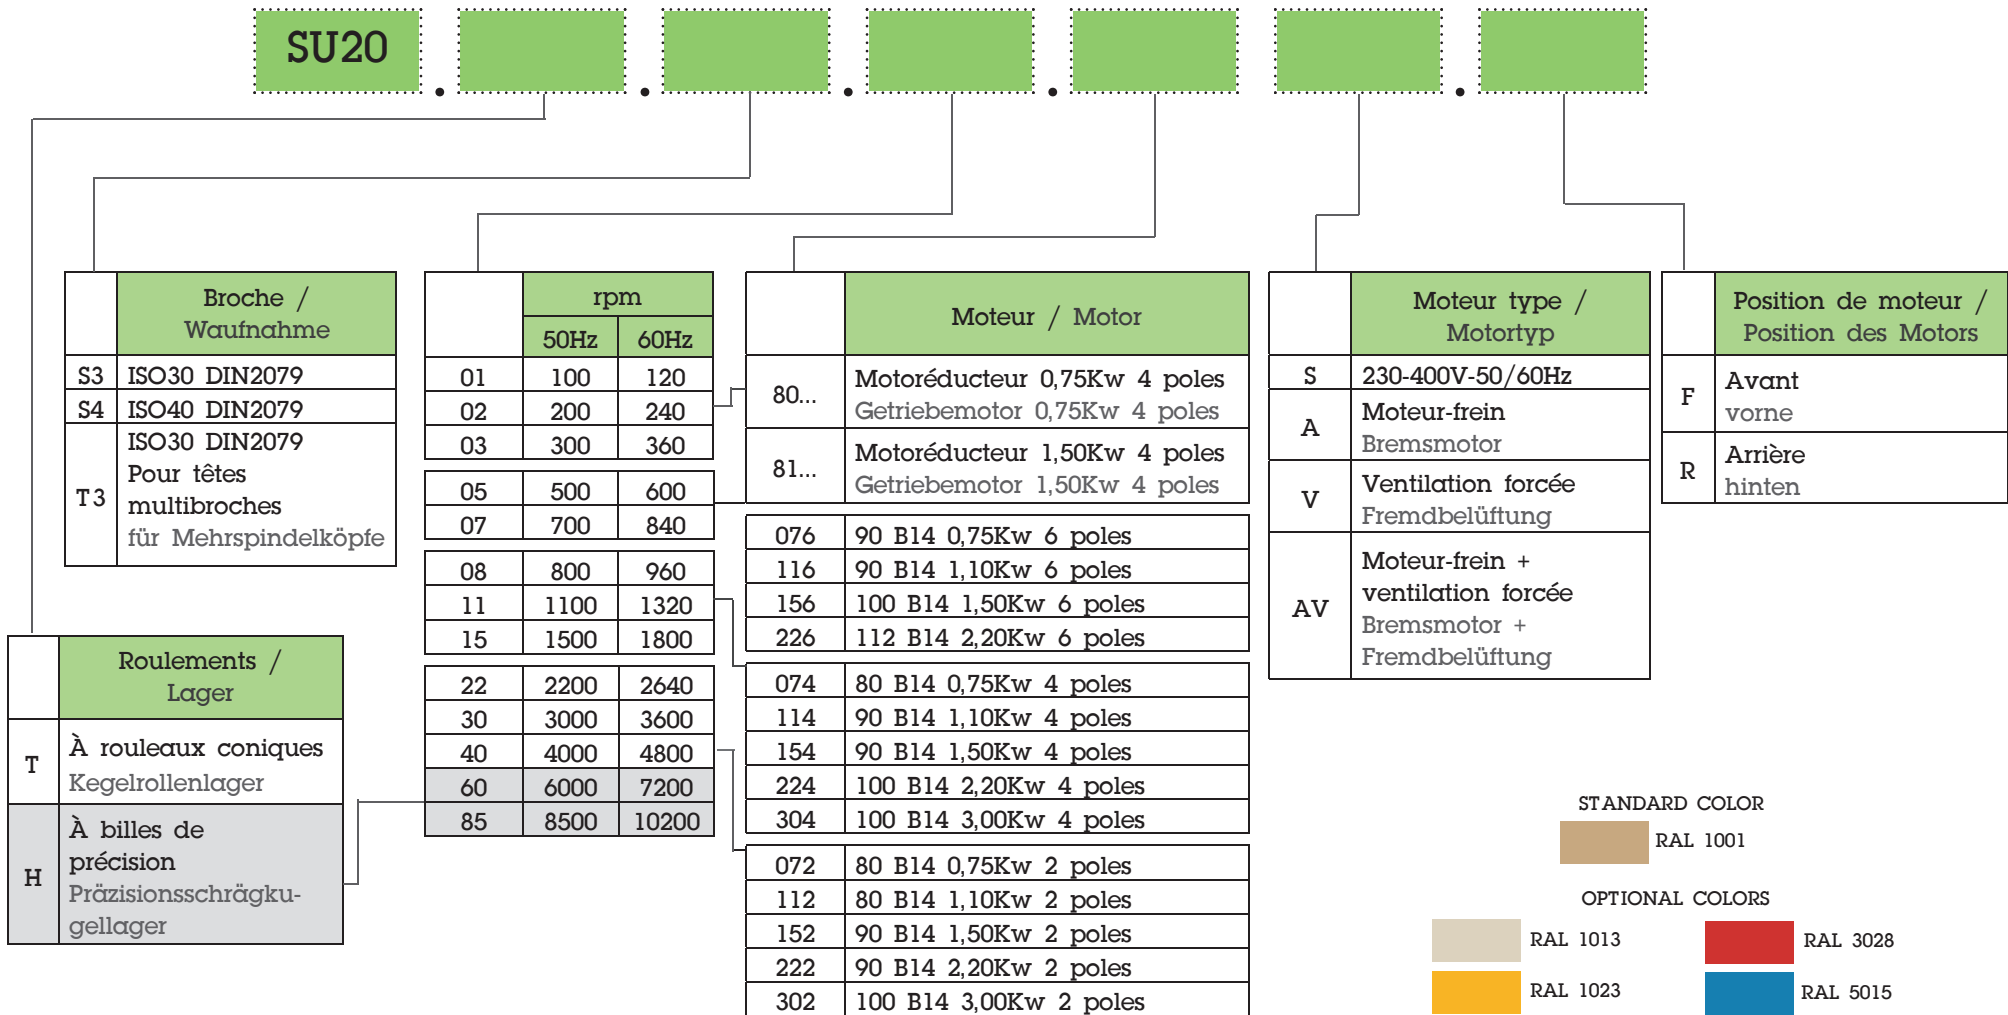 SU20 . . . . .
Broche /
Waufnahme
S3 ISO30 DIN2079
S4 ISO40 DIN2079
T3 ISO30 DIN2079
Pour têtes
multibroches
für Mehrspindelköpfe
Roulements /
Lager
T À rouleaux coniques
Kegelrollenlager
H À billes de
précision
Präzisionsschrägku-
gellager
rpm
50Hz 60Hz
01 100 120
02 200 240
03 300 360
05 500 600
07 700 840
08 800 960
11 1100 1320
15 1500 1800
22 2200 2640
30 3000 3600
40 4000 4800
60 6000 7200
85 8500 10200
Moteur / Motor
80... Motoréducteur 0,75Kw 4 poles
Getriebemotor 0,75Kw 4 poles
81... Motoréducteur 1,50Kw 4 poles
Getriebemotor 1,50Kw 4 poles
076 90 B14 0,75Kw 6 poles
116 90 B14 1,10Kw 6 poles
156 100 B14 1,50Kw 6 poles
226 112 B14 2,20Kw 6 poles
074 80 B14 0,75Kw 4 poles
114 90 B14 1,10Kw 4 poles
154 90 B14 1,50Kw 4 poles
224 100 B14 2,20Kw 4 poles
304 100 B14 3,00Kw 4 poles
072 80 B14 0,75Kw 2 poles
112 80 B14 1,10Kw 2 poles
152 90 B14 1,50Kw 2 poles
222 90 B14 2,20Kw 2 poles
302 100 B14 3,00Kw 2 poles
Moteur type /
Motortyp
S 230-400V-50/60Hz
A Moteur-frein
Bremsmotor
V Ventilation forcée
Fremdbelüftung
AV Moteur-frein +
ventilation forcée
Bremsmotor +
Fremdbelüftung
Position de moteur /
Position des Motors
F Avant
vorne
R Arrière
hinten
STANDARD COLOR
RAL 1001
OPTIONAL COLORS
RAL 1013 RAL 3028
RAL 1023 RAL 5015